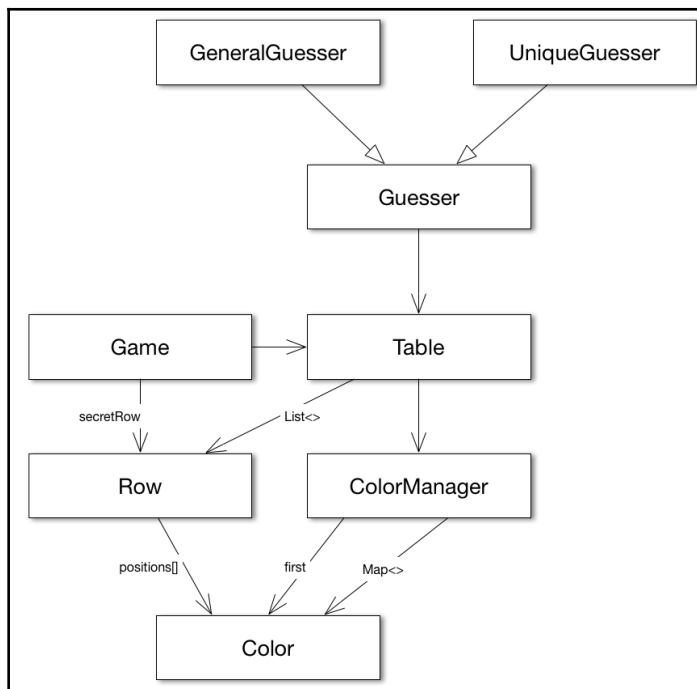 GeneralGuesser
UniqueGuesser
Guesser
Game
Table
secretRow
List<>
Row
ColorManager
positions[]
first
Map<>
Color